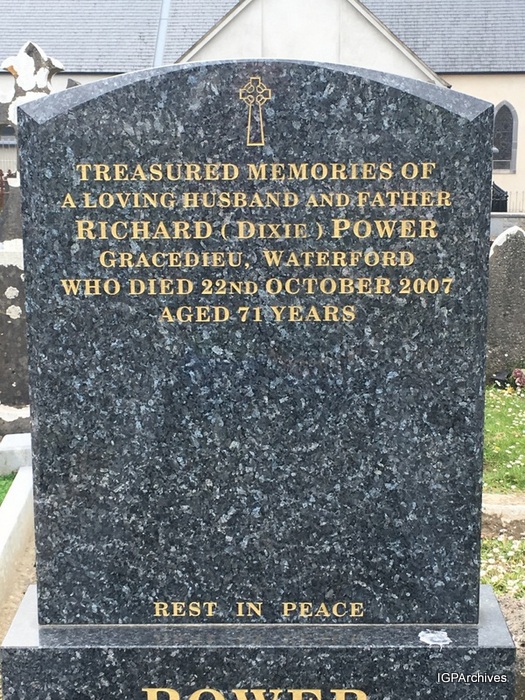 TREASURED MEMORIES OF
A LOVING HUSBAND AND FATHER
RICHARD ( DIXIE ) POWER
GRACEDIEU, WATERFORD
WHO DIED 22ND OCTOBER 2007
AGED 71 YEARS
REST IN PEACE
IGPArchives
POWER